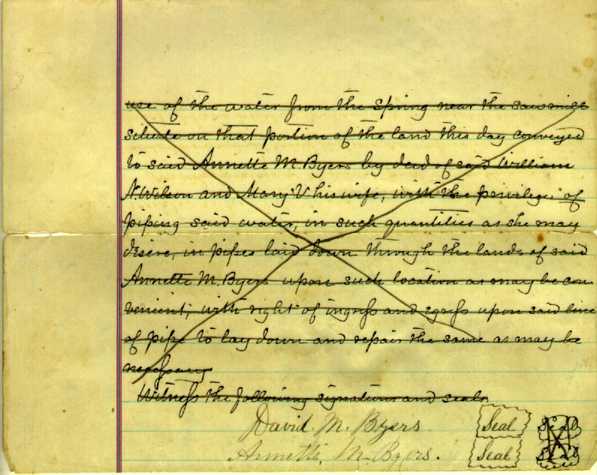 use of the water from the Spring near the sawmill
situate on that portion of the land this day conveyed
to said Annette M. Byers by deed of said William
N. Wilson and Mary V his wife, with the privilege of
piping said water, in such quantities as she may
desire, in pipes laid down through the lands of said
Annette M. Byers upon such location as may be con
venient, with right of ingress and egress upon said line
of pipe to lay down and repair the same as may be
necessary
Witness the following signatures and seals
David M. Byers Seal Seal
Annette M. Byers. Seal Seal